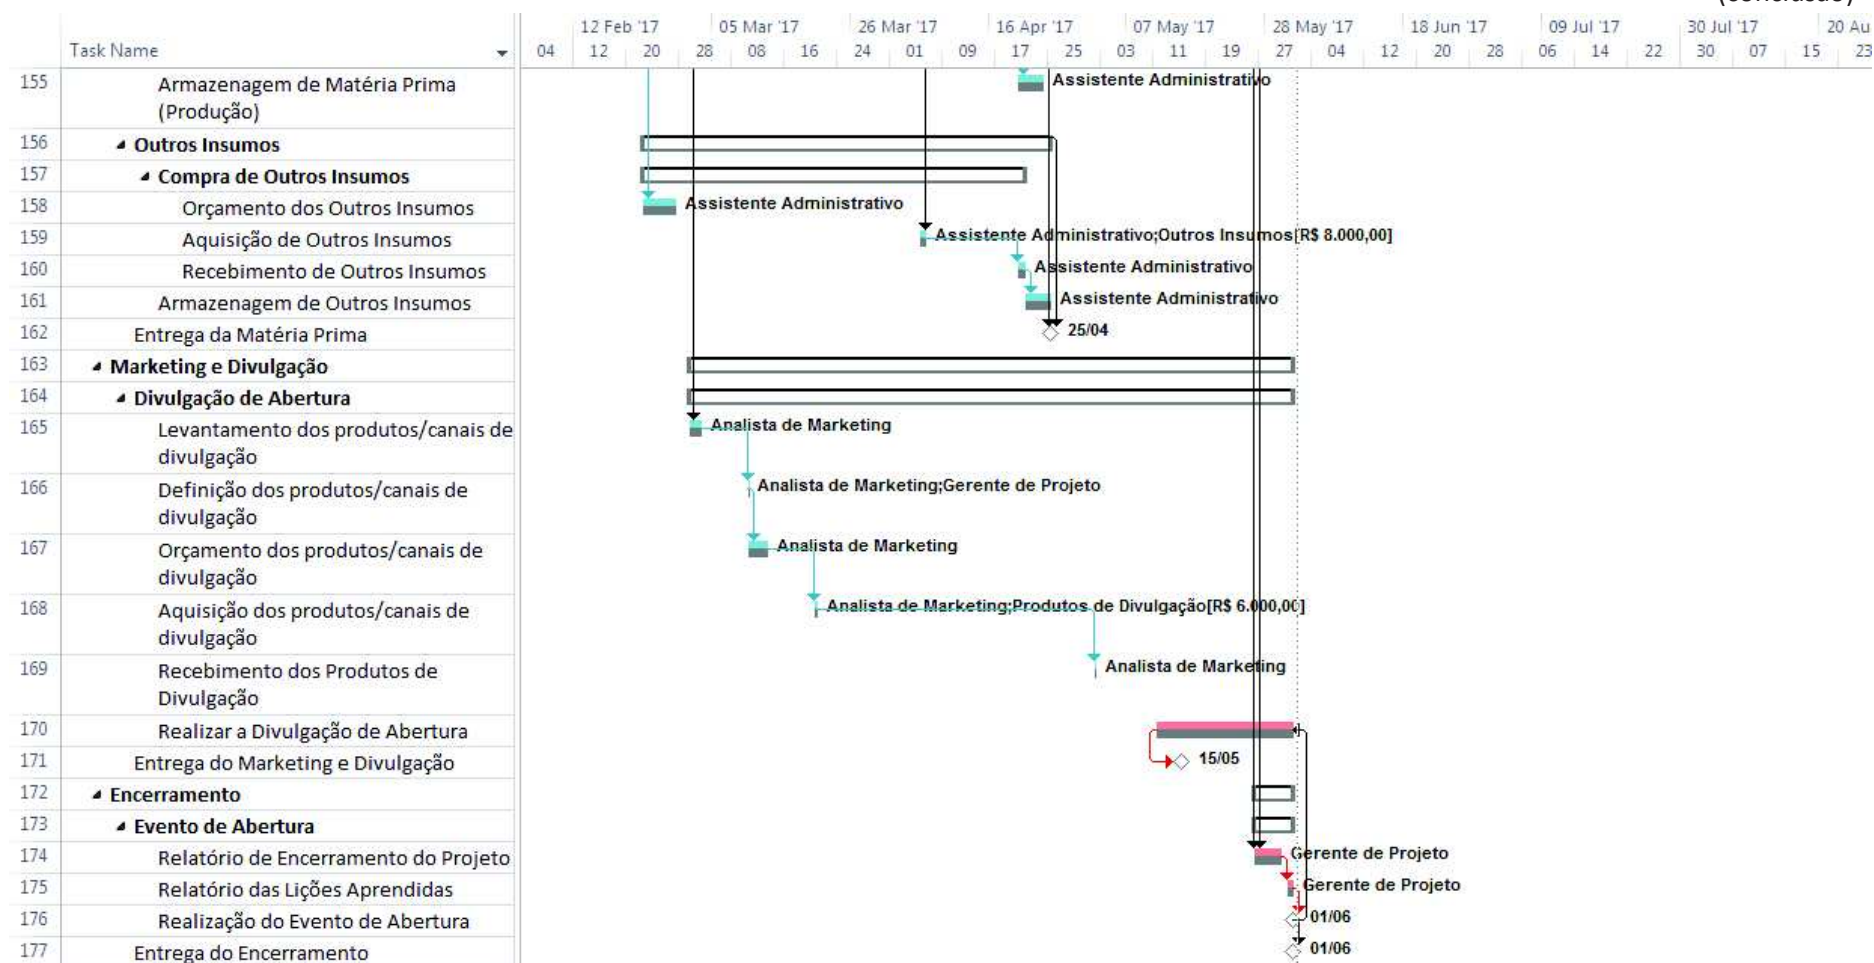 (conclusão)
12 Feb '17 05 Mar '17 26 Mar '17 16 Apr '17 07 May '17 28 May '17 18 Jun '17 09 Jul '17 30 Jul '17 20 Au
Task Name 04 12 20 28 08 16 24 01 09 17 25 03 11 19 27 04 12 20 28 06 14 22 30 07 15 23
155 Armazenagem de Matéria Prima Assistente Administrativo
(Produção)
156 Outros Insumos
157 Compra de Outros Insumos
158 Orçamento dos Outros Insumos Assistente Administrativo
159 Aquisição de Outros Insumos Assistente Administrativo;Outros Insumos[R$ 8.000,00]
160 Recebimento de Outros Insumos Assistente Administrativo
161 Armazenagem de Outros Insumos Assistente Administrativo
162 Entrega da Matéria Prima 25/04
163 Marketing e Divulgação
164 Divulgação de Abertura
165 Levantamento dos produtos/canais de Analista de Marketing
divulgação
166 Definição dos produtos/canais de Analista de Marketing;Gerente de Projeto
divulgação
167 Orçamento dos produtos/canais de Analista de Marketing
divulgação
168 Aquisição dos produtos/canais de Analista de Marketing;Produtos de Divulgação[R$ 6.000,00]
divulgação
169 Recebimento dos Produtos de Analista de Marketing
Divulgação
170 Realizar a Divulgação de Abertura
171 Entrega do Marketing e Divulgação 15/05
172 Encerramento
173 Evento de Abertura
174 Relatório de Encerramento do Projeto Gerente de Projeto
175 Relatório das Lições Aprendidas Gerente de Projeto
176 Realização do Evento de Abertura 01/06
177 Entrega do Encerramento 01/06